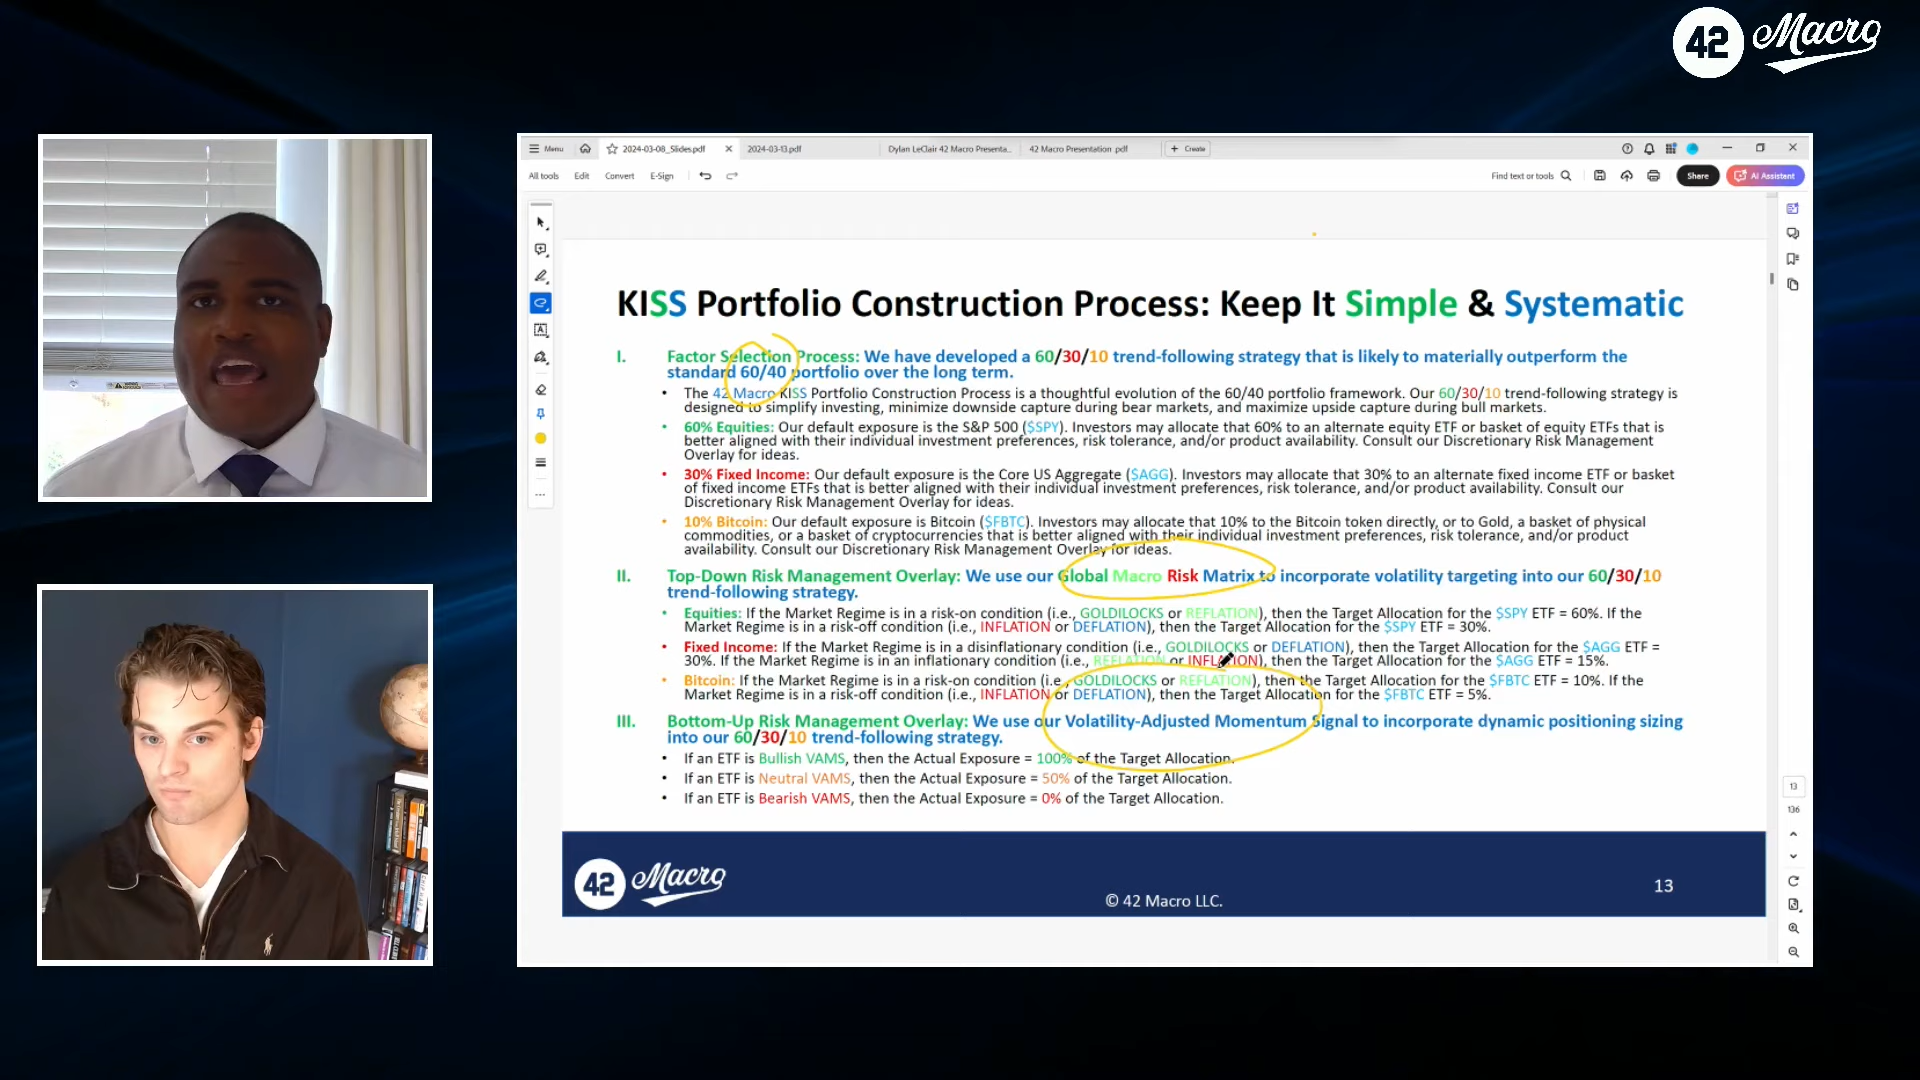 42 Macro
Menu
2024-03-08_Slides.pdf
2024-03-13.pdf
Dylan LeClair 42 Macro Presenta...
42 Macro Presentation .pdf
Create
All tools
Edit
Convert
E-Sign
Find text or tools
Share
AI Assistant
KISS Portfolio Construction Process: Keep It Simple & Systematic
I. Factor Selection Process: We have developed a 60/30/10 trend-following strategy that is likely to materially outperform the
standard 60/40 portfolio over the long term.
• The 42 Macro KISS Portfolio Construction Process is a thoughtful evolution of the 60/40 portfolio framework. Our 60/30/10 trend-following strategy is
designed to simplify investing, minimize downside capture during bear markets, and maximize upside capture during bull markets.
• 60% Equities: Our default exposure is the S&P 500 ($SPY). Investors may allocate that 60% to an alternate equity ETF or basket of equity ETFs that is
better aligned with their individual investment preferences, risk tolerance, and/or product availability. Consult our Discretionary Risk Management
Overlay for ideas.
• 30% Fixed Income: Our default exposure is the Core US Aggregate ($AGG). Investors may allocate that 30% to an alternate fixed income ETF or basket
of fixed income ETFs that is better aligned with their individual investment preferences, risk tolerance, and/or product availability. Consult our
Discretionary Risk Management Overlay for ideas.
• 10% Bitcoin: Our default exposure is Bitcoin ($FBTC). Investors may allocate that 10% to the Bitcoin token directly, or to Gold, a basket of physical
commodities, or a basket of cryptocurrencies that is better aligned with their individual investment preferences, risk tolerance, and/or product
availability. Consult our Discretionary Risk Management Overlay for ideas.
II. Top-Down Risk Management Overlay: We use our Global Macro Risk Matrix to incorporate volatility targeting into our 60/30/10
trend-following strategy.
• Equities: If the Market Regime is in a risk-on condition (i.e., GOLDILOCKS or REFLATION), then the Target Allocation for the $SPY ETF = 60%. If the
Market Regime is in a risk-off condition (i.e., INFLATION or DEFLATION), then the Target Allocation for the $SPY ETF = 30%.
• Fixed Income: If the Market Regime is in a disinflationary condition (i.e., GOLDILOCKS or DEFLATION), then the Target Allocation for the $AGG ETF =
30%. If the Market Regime is in an inflationary condition (i.e., REFLATION or INFLATION), then the Target Allocation for the $AGG ETF = 15%.
• Bitcoin: If the Market Regime is in a risk-on condition (i.e., GOLDILOCKS or REFLATION), then the Target Allocation for the $FBTC ETF = 10%. If the
Market Regime is in a risk-off condition (i.e., INFLATION or DEFLATION), then the Target Allocation for the $FBTC ETF = 5%.
III. Bottom-Up Risk Management Overlay: We use our Volatility-Adjusted Momentum Signal to incorporate dynamic positioning sizing
into our 60/30/10 trend-following strategy.
• If an ETF is Bullish VAMS, then the Actual Exposure = 100% of the Target Allocation.
• If an ETF is Neutral VAMS, then the Actual Exposure = 50% of the Target Allocation.
• If an ETF is Bearish VAMS, then the Actual Exposure = 0% of the Target Allocation.
13
136
42 Macro
© 42 Macro LLC.
13